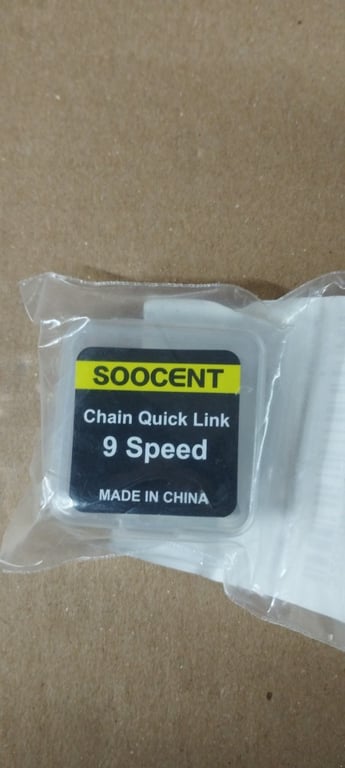 SOOCENT
Chain Quick Link
9 Speed
MADE IN CHINA